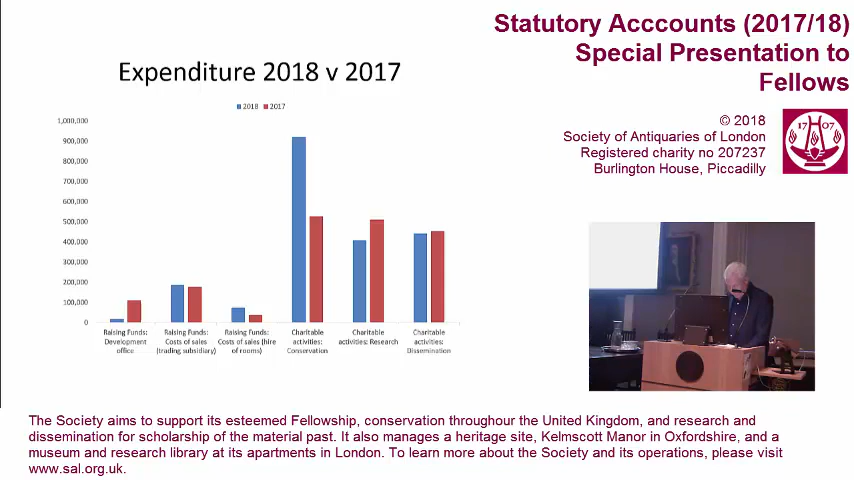 Statutory Acccounts (2017/18)
Special Presentation to
Fellows
© 2018
Society of Antiquaries of London
Registered charity no 207237
Burlington House, Piccadilly
17 07
Expenditure 2018 v 2017
2018 2017
1,000,000
900,000
800,000
700,000
600,000
500,000
400,000
300,000
200,000
100,000
0
Raising Funds:
Development
office
Raising Funds:
Costs of sales
(trading subsidiary)
Raising Funds:
Costs of sales (hire
of rooms)
Charitable
activities:
Conservation
Charitable
activities: Research
Charitable
activities:
Dissemination
The Society aims to support its esteemed Fellowship, conservation throughour the United Kingdom, and research and
dissemination for scholarship of the material past. It also manages a heritage site, Kelmscott Manor in Oxfordshire, and a
museum and research library at its apartments in London. To learn more about the Society and its operations, please visit
www.sal.org.uk.